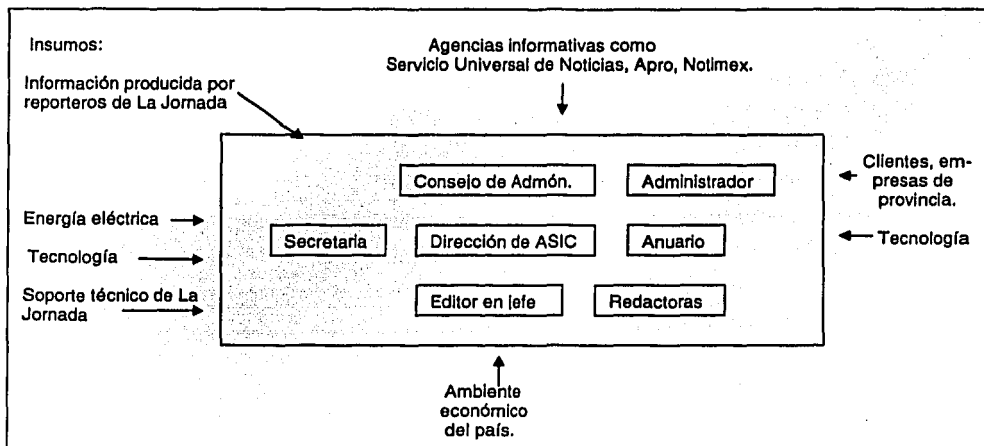 Insumos:
Agencias informativas como
Servicio Universal de Noticias, Apro, Notimex.
Información producida por
reporteros de La Jornada
Consejo de Admón.
Administrador
Clientes, em-
presas de
provincia.
Energía eléctrica
Secretaria
Dirección de ASIC
Anuario
Tecnología
Tecnología
Soporte técnico de La
Jornada
Editor en jefe
Redactoras
Ambiente
económico
del país.